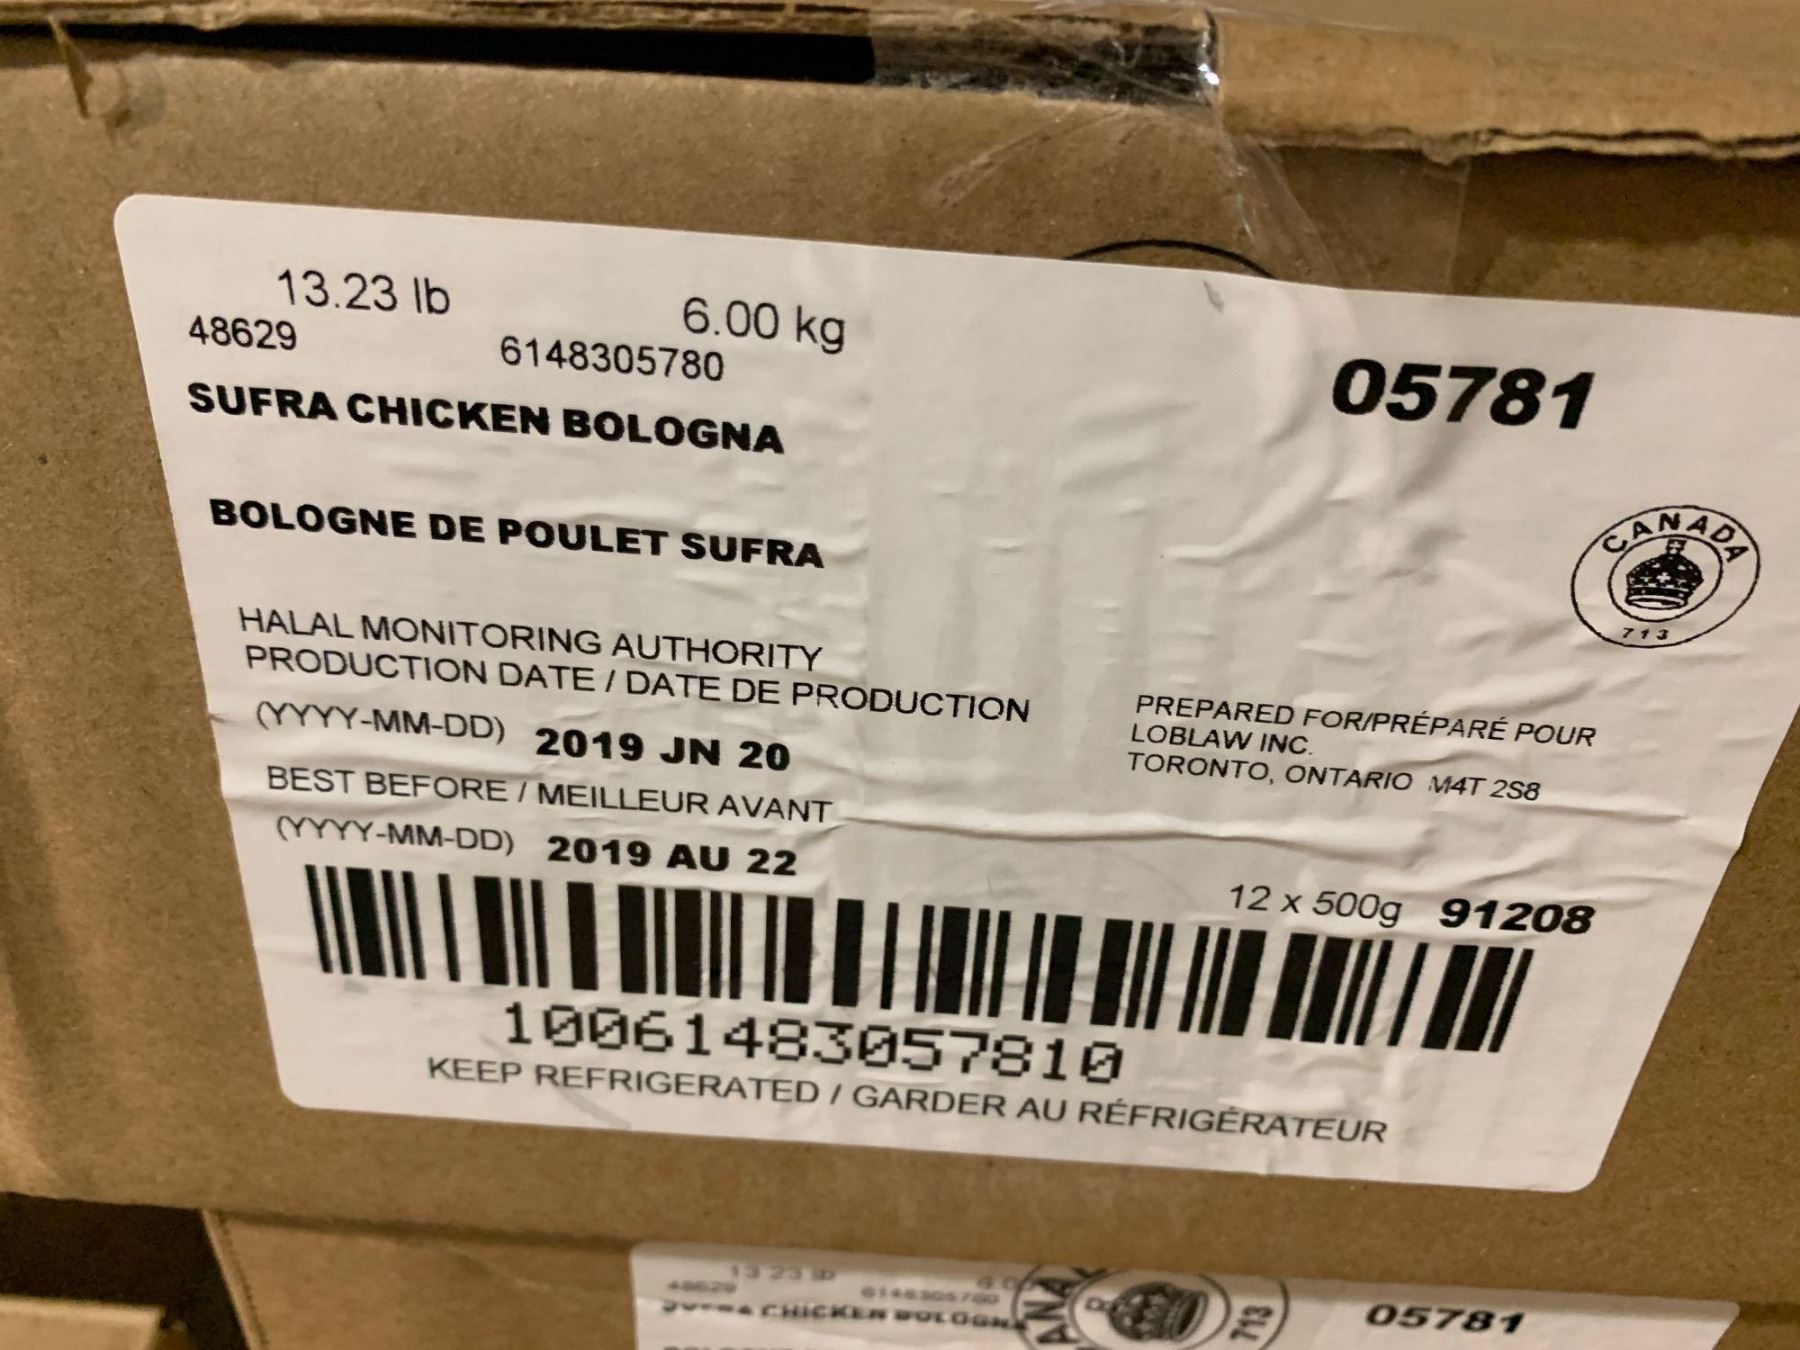 13.23 lb 6.00 kg
48629 6148305780
05781
SUFRA CHICKEN BOLOGNA
BOLOGNE DE POULET SUFRA
CANADA
713
HALAL MONITORING AUTHORITY
PRODUCTION DATE / DATE DE PRODUCTION
(YYYY-MM-DD) 2019 JN 20
BEST BEFORE / MEILLEUR AVANT
(YYYY-MM-DD) 2019 AU 22
PREPARED FOR/PRÉPARÉ POUR
LOBLAW INC.
TORONTO, ONTARIO M4T 2S8
12 x 500g 91208
10061483057810
KEEP REFRIGERATED / GARDER AU RÉFRIGÉRATEUR
13.23 lb
48629 6148305780
CHICKEN
05781
713